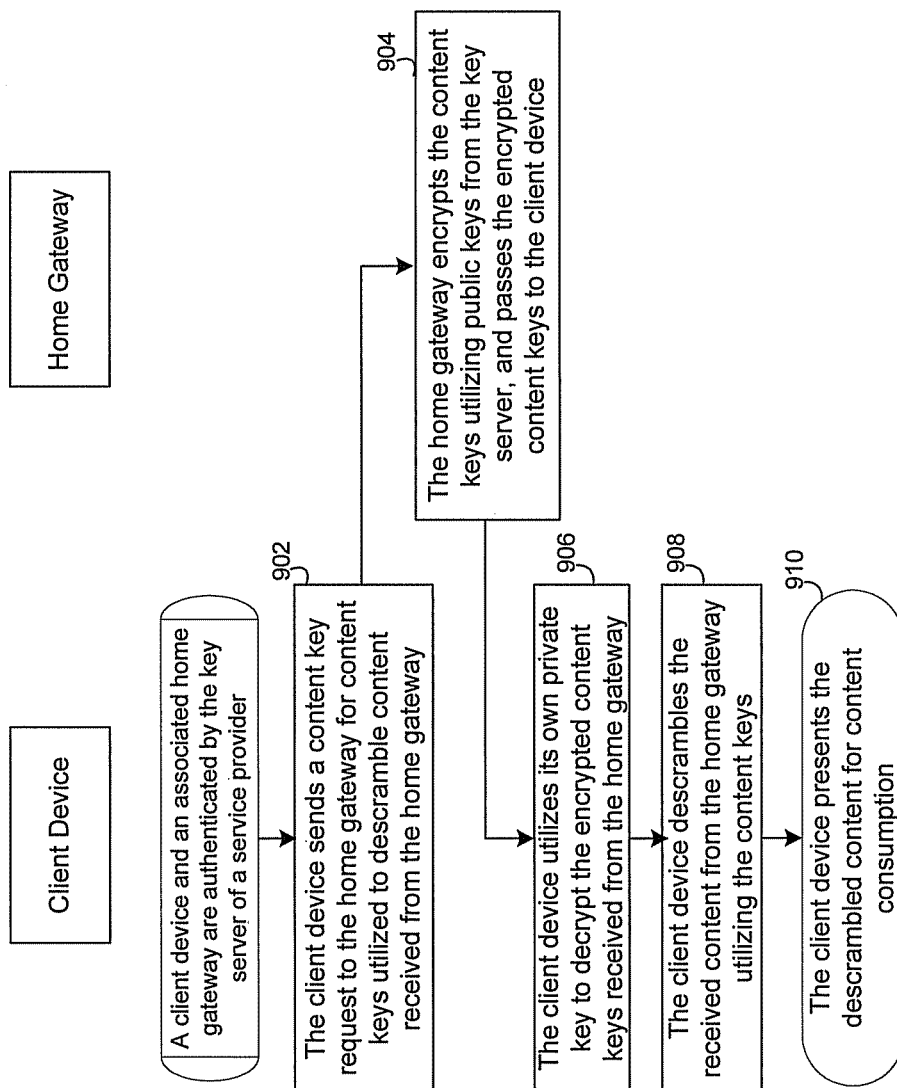 Client Device
Home Gateway
A client device and an associated home
gateway are authenticated by the key
server of a service provider
902
The client device sends a content key
request to the home gateway for content
keys utilized to descramble content
received from the home gateway
904
The home gateway encrypts the content
keys utilizing public keys from the key
server, and passes the encrypted
content keys to the client device
906
The client device utilizes its own private
key to decrypt the encrypted content
keys received from the home gateway
908
The client device descrambles the
received content from the home gateway
utilizing the content keys
910
The client device presents the
descrambled content for content
consumption